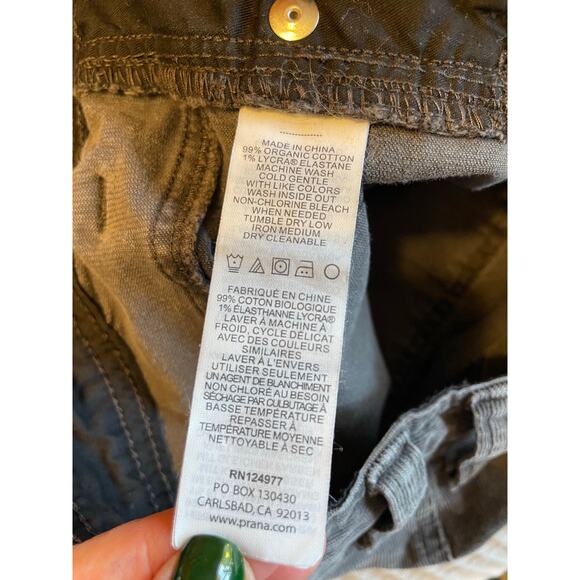 MADE IN CHINA
99% ORGANIC COTTON
1% LYCRA® ELASTANE
MACHINE WASH
COLD GENTLE
WITH LIKE COLORS
WASH INSIDE OUT
NON-CHLORINE BLEACH
WHEN NEEDED
TUMBLE DRY LOW
IRON MEDIUM
DRY CLEANABLE
FABRIQUÉ EN CHINE
99% COTON BIOLOGIQUE
1% ÉLASTHANNE LYCRA®
LAVER À MACHINE À
FROID, CYCLE DÉLICAT
AVEC DES COULEURS
SIMILAIRES
LAVER À L'ENVERS
UTILISER SEULEMENT
UN AGENT DE BLANCHIMENT
NON CHLORÉ AU BESOIN
SÉCHAGE PAR CULBUTAGE À
BASSE TEMPÉRATURE
REPASSER À
TEMPÉRATURE MOYENNE
NETTOYABLE À SEC
RN124977
PO BOX 130430
CARLSBAD, CA 92013
www.prana.com